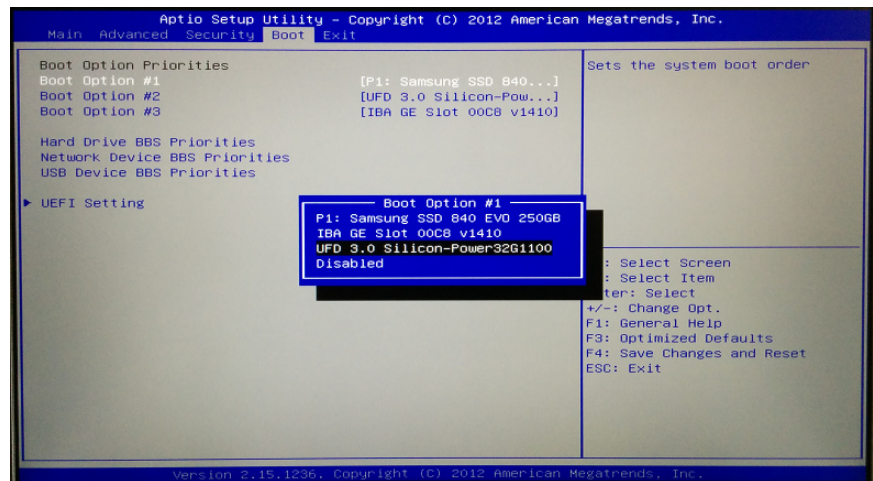 Aptio Setup Utility – Copyright (C) 2012 American Megatrends, Inc.
Main Advanced Security Boot Exit
Boot Option Priorities
Boot Option #1 [P1: Samsung SSD 840...]
Boot Option #2 [UFD 3.0 Silicon-Pow...]
Boot Option #3 [IBA GE Slot 00C8 v1410]
Hard Drive BBS Priorities
Network Device BBS Priorities
USB Device BBS Priorities
UEFI Setting
Boot Option #1
P1: Samsung SSD 840 EVO 250GB
IBA GE Slot 00C8 v1410
UFD 3.0 Silicon-Power32G1100
Disabled
Sets the system boot order
: Select Screen
: Select Item
ter: Select
+/-: Change Opt.
F1: General Help
F3: Optimized Defaults
F4: Save Changes and Reset
ESC: Exit
Version 2.15.1236. Copyright (C) 2012 American Megatrends, Inc.